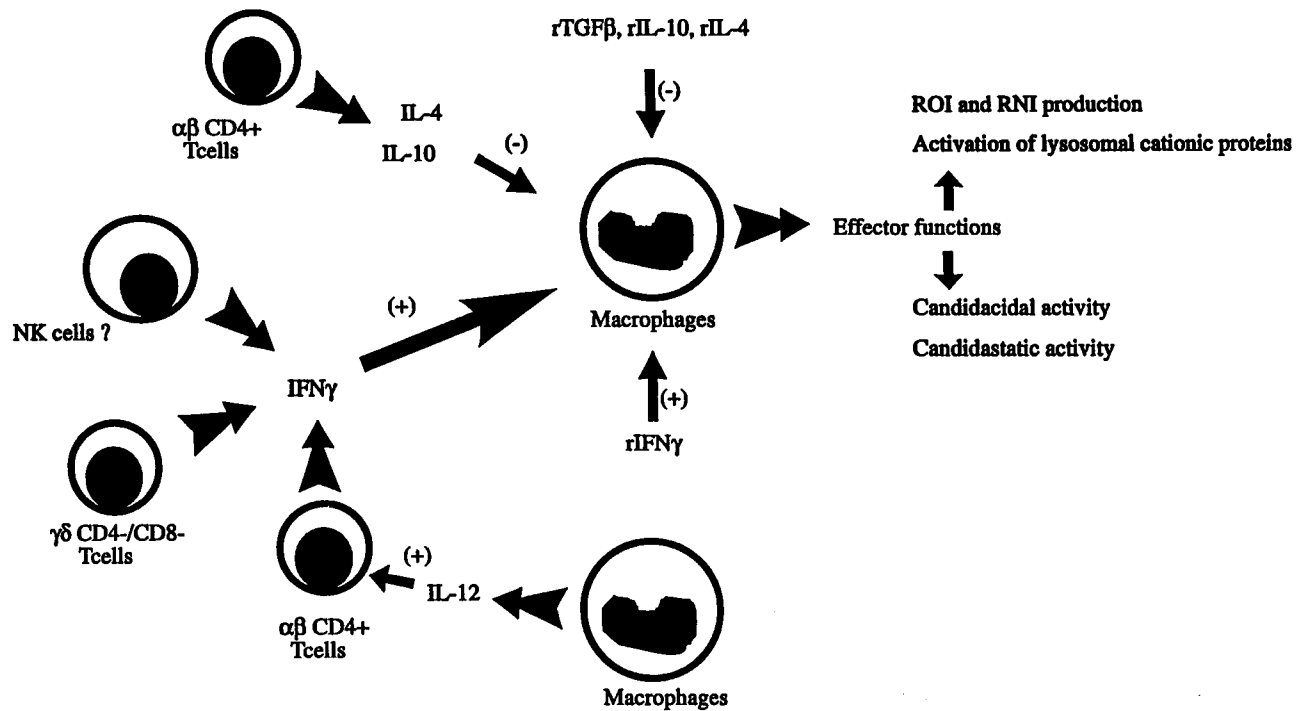 rTGFβ, rIL-10, rIL-4
(-)
ROI and RNI production
Activation of lysosomal cationic proteins
αβ CD4+
Tcells
IL-4
IL-10
(-)
Effector functions
Macrophages
Candidacidal activity
Candidastatic activity
NK cells ?
(+)
IFNγ
(+)
rIFNγ
γδ CD4-/CD8-
Tcells
(+)
IL-12
αβ CD4+
Tcells
Macrophages